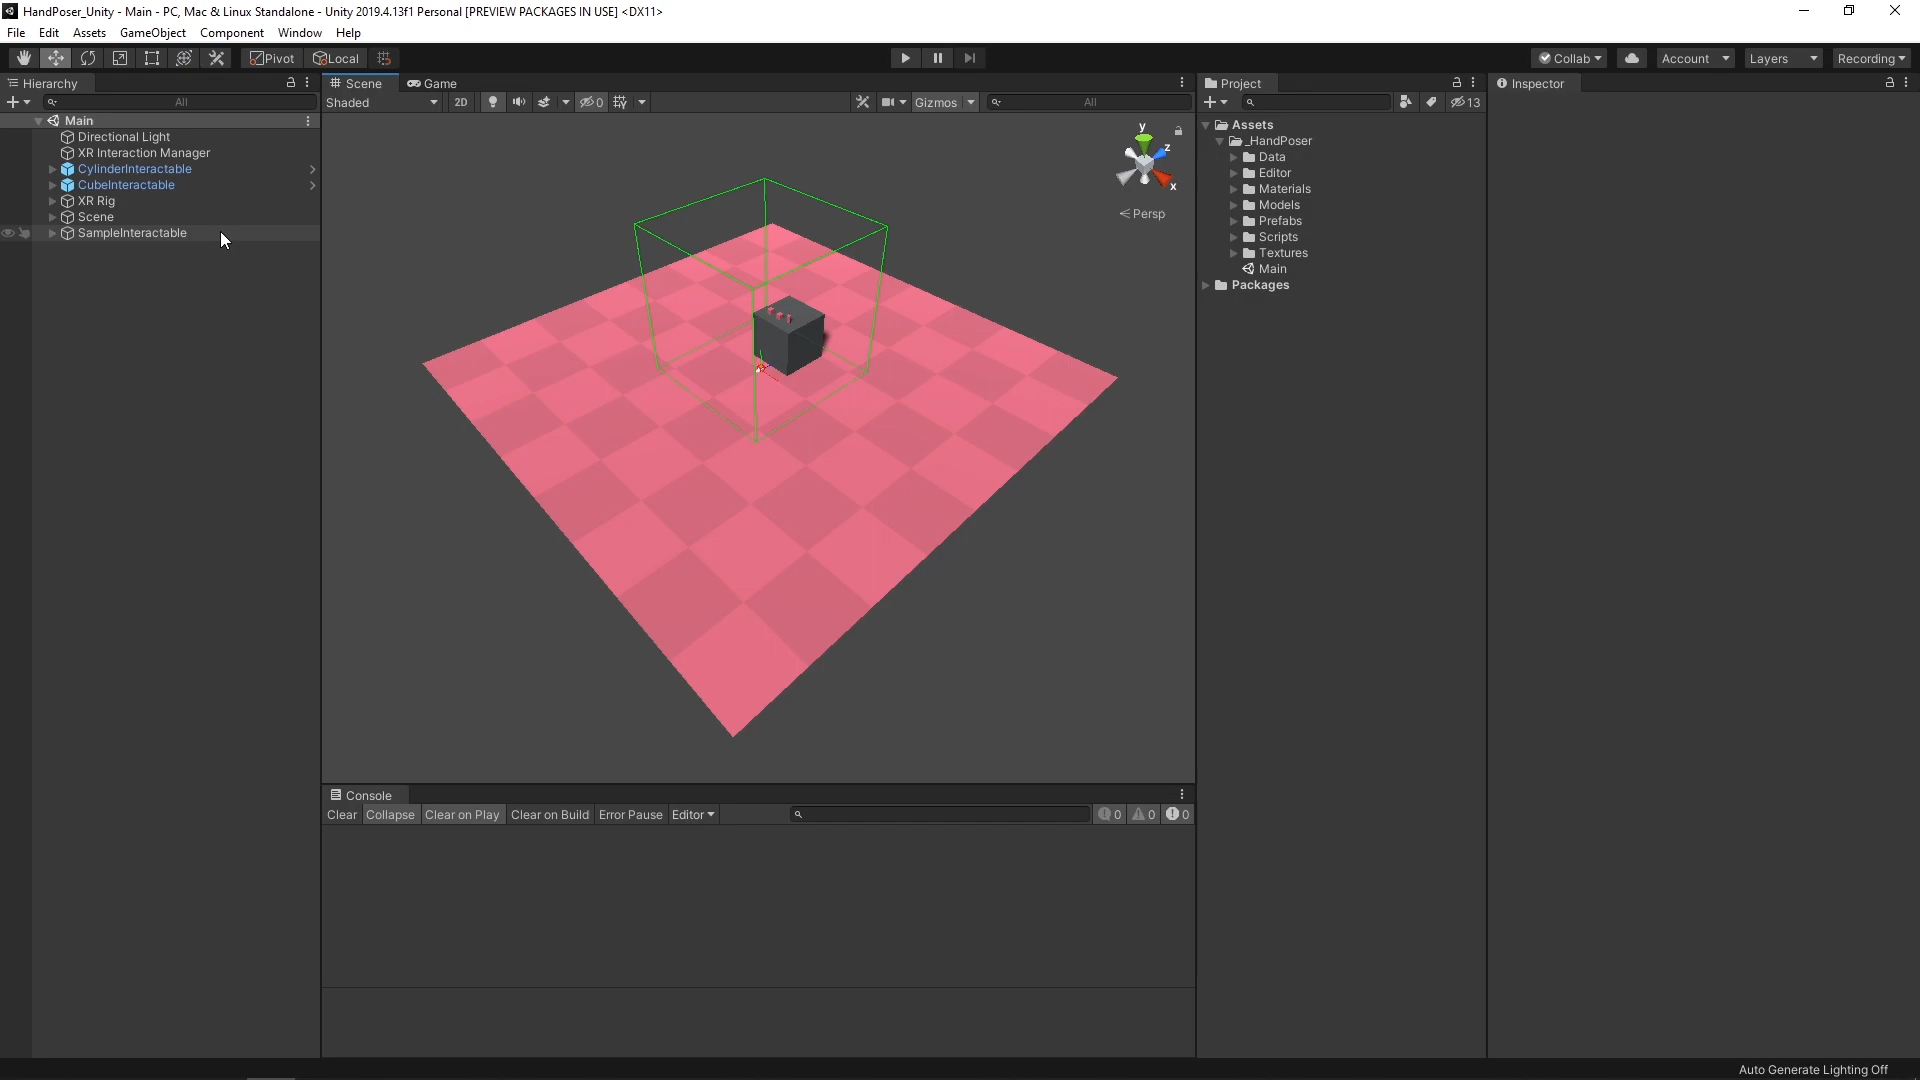 HandPoser_Unity - Main - PC, Mac & Linux Standalone - Unity 2019.4.13f1 Personal [PREVIEW PACKAGES IN USE] <DX11>
File Edit Assets GameObject Component Window Help
Pivot Local Collab Account Layers Recording
Hierarchy
All
Main
Directional Light
XR Interaction Manager
CylinderInteractable
CubeInteractable
XR Rig
Scene
SampleInteractable
Scene Game
Shaded 2D 0 Gizmos All
y
z
x
Persp
Console
Clear Collapse Clear on Play Clear on Build Error Pause Editor 0 0 0
Project
13
Assets
_HandPoser
Data
Editor
Materials
Models
Prefabs
Scripts
Textures
Main
Packages
Inspector
Auto Generate Lighting Off